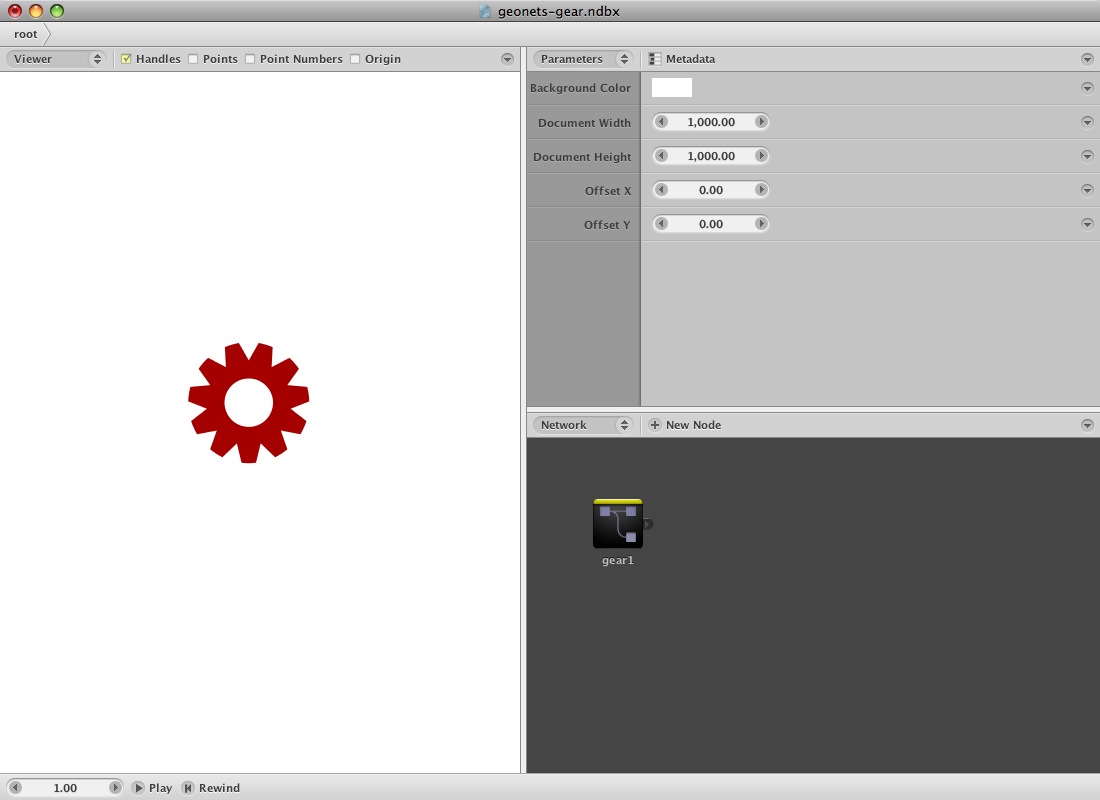 geonets-gear.ndbx
root
Viewer Handles Points Point Numbers Origin
Parameters Metadata
Background Color
Document Width 1,000.00
Document Height 1,000.00
Offset X 0.00
Offset Y 0.00
Network New Node
gear1
1.00 Play Rewind